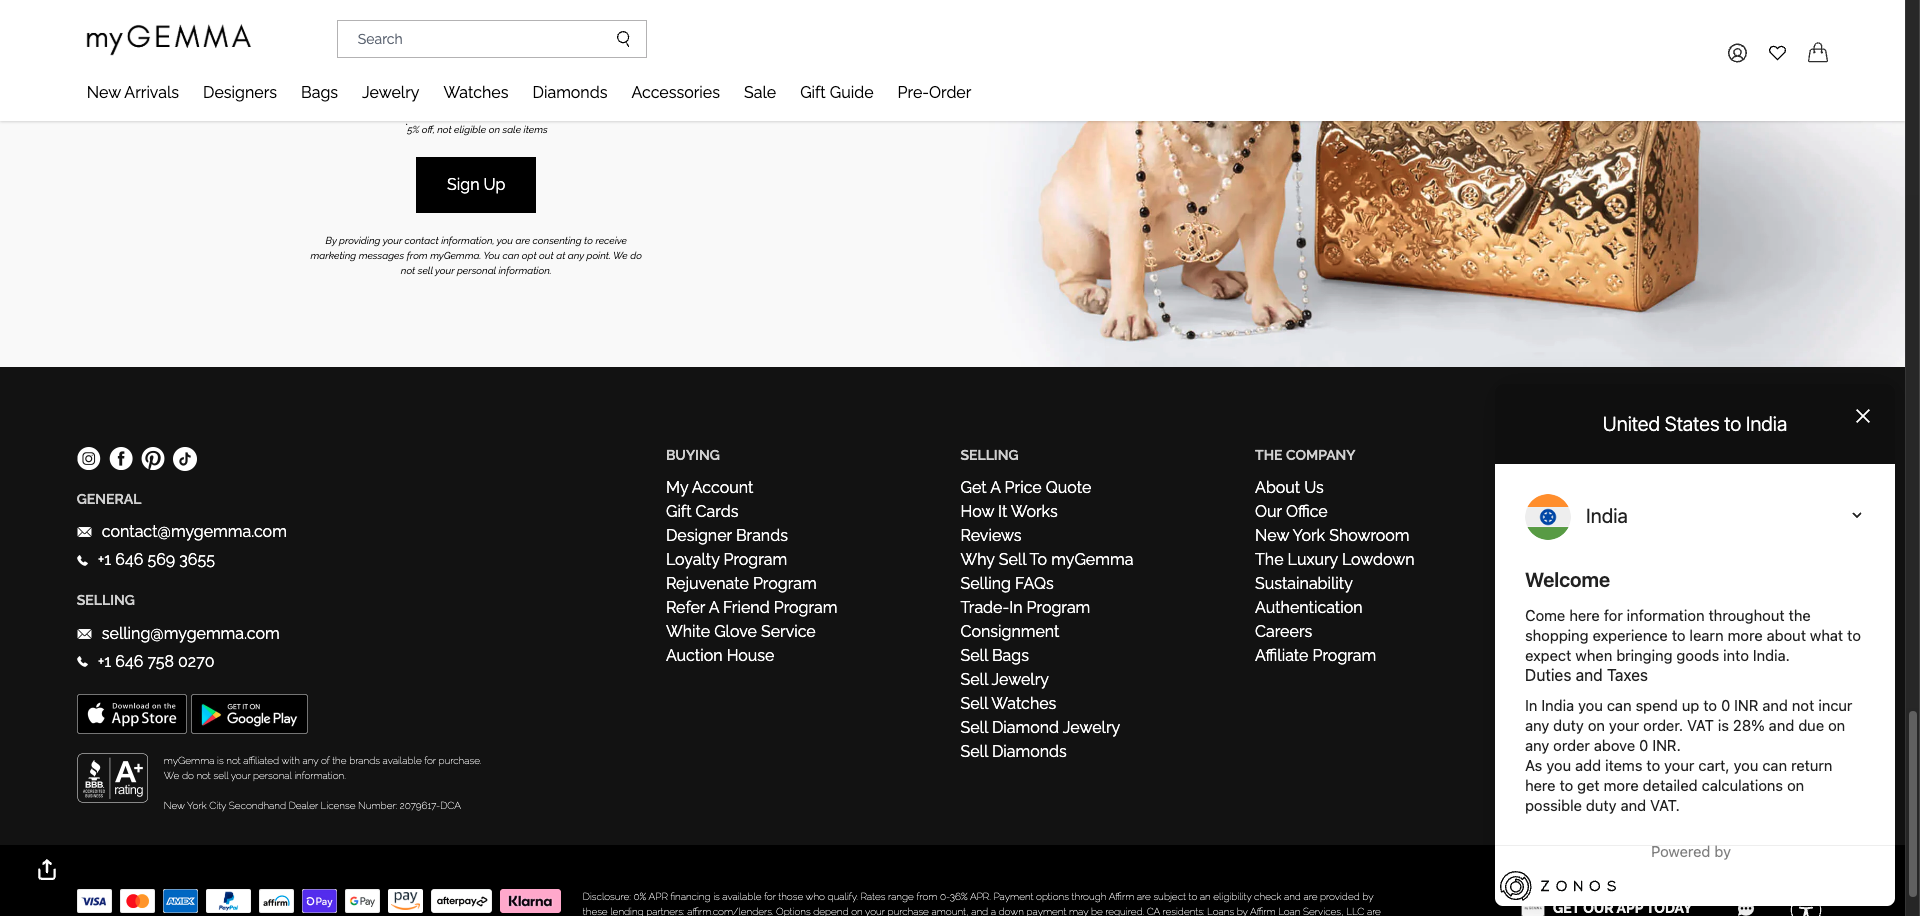 myGEMMA
Search
New Arrivals Designers Bags Jewelry Watches Diamonds Accessories Sale Gift Guide Pre-Order
*5% off, not eligible on sale items
Sign Up
By providing your contact information, you are consenting to receive
marketing messages from myGemma. You can opt out at any point. We do
not sell your personal information.
GENERAL
contact@mygemma.com
+1 646 569 3655
SELLING
selling@mygemma.com
+1 646 758 0270
Download on the
App Store
GET IT ON
Google Play
BBB.
ACCREDITED
BUSINESS
A+
rating
myGemma is not affiliated with any of the brands available for purchase.
We do not sell your personal information.
New York City Secondhand Dealer License Number: 2079617-DCA
BUYING
My Account
Gift Cards
Designer Brands
Loyalty Program
Rejuvenate Program
Refer A Friend Program
White Glove Service
Auction House
SELLING
Get A Price Quote
How It Works
Reviews
Why Sell To myGemma
Selling FAQs
Trade-In Program
Consignment
Sell Bags
Sell Jewelry
Sell Watches
Sell Diamond Jewelry
Sell Diamonds
THE COMPANY
About Us
Our Office
New York Showroom
The Luxury Lowdown
Sustainability
Authentication
Careers
Affiliate Program
United States to India
India
Welcome
Come here for information throughout the
shopping experience to learn more about what to
expect when bringing goods into India.
Duties and Taxes
In India you can spend up to 0 INR and not incur
any duty on your order. VAT is 28% and due on
any order above 0 INR.
As you add items to your cart, you can return
here to get more detailed calculations on
possible duty and VAT.
Powered by
ZONOS
GET OUR APP TODAY
VISA AMEX PayPal affirm Pay G Pay pay afterpay Klarna
Disclosure: 0% APR financing is available for those who qualify. Rates range from 0-36% APR. Payment options through Affirm are subject to an eligibility check and are provided by
these lending partners: affirm.com/lenders. Options depend on your purchase amount, and a down payment may be required. CA residents: Loans by Affirm Loan Services, LLC are